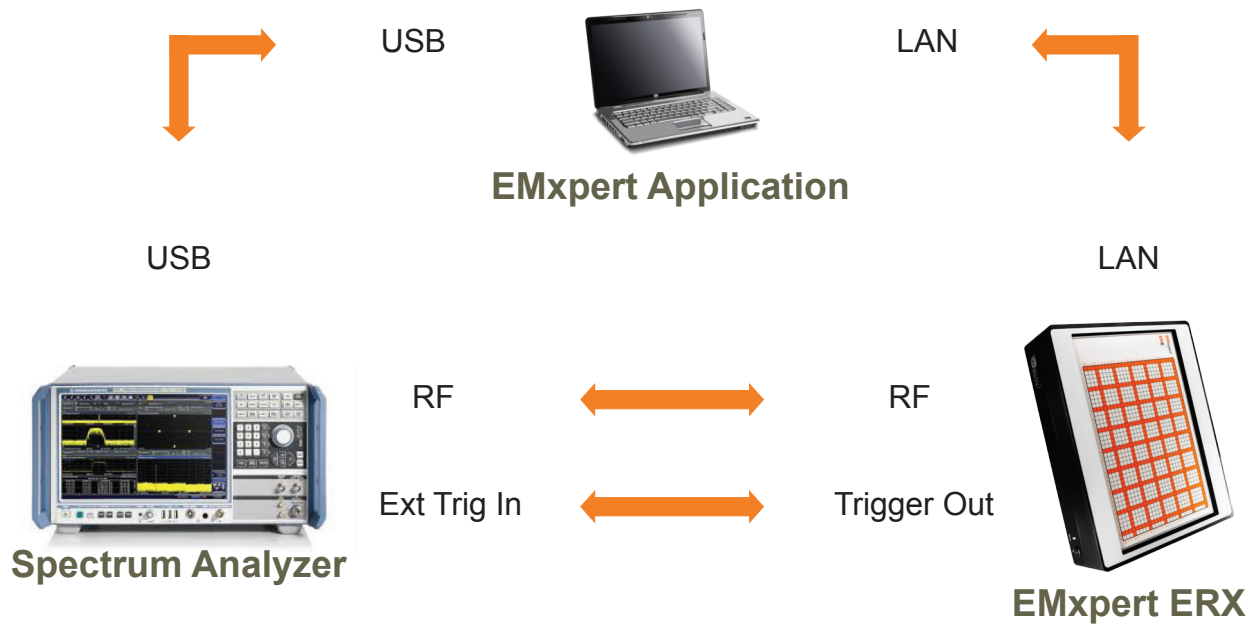 USB
LAN
EMxpert Application
USB
LAN
RF
RF
Ext Trig In
Trigger Out
Spectrum Analyzer
EMxpert ERX